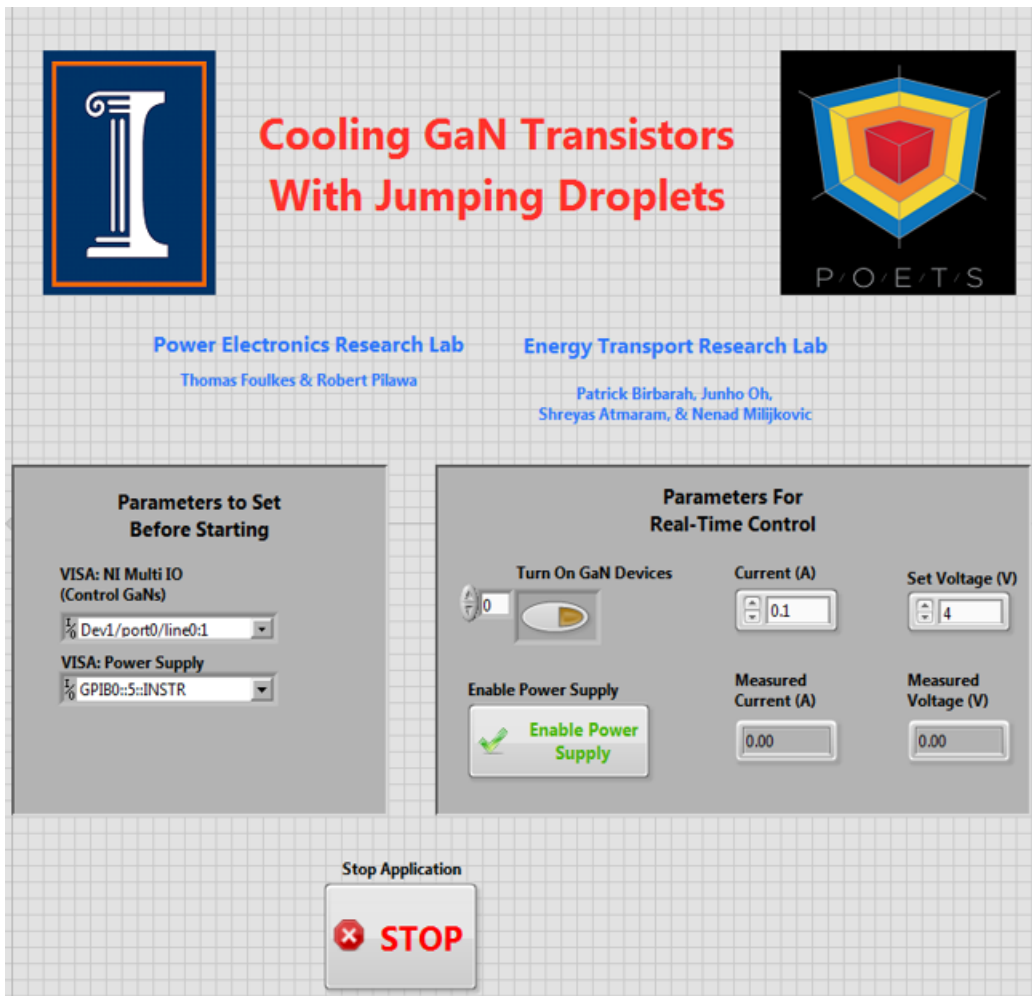 Cooling GaN Transistors
With Jumping Droplets
P/O/E/T/S
Power Electronics Research Lab
Thomas Foulkes & Robert Pilawa
Energy Transport Research Lab
Patrick Birbarah, Junho Oh,
Shreyas Atmaram, & Nenad Milijkovic
Parameters to Set
Before Starting
VISA: NI Multi IO
(Control GaNs)
I/0 Dev1/port0/line0:1
VISA: Power Supply
I/0 GPIB0::5::INSTR
Parameters For
Real-Time Control
Turn On GaN Devices
0
Current (A)
0.1
Set Voltage (V)
4
Enable Power Supply
Enable Power
Supply
Measured
Current (A)
0.00
Measured
Voltage (V)
0.00
Stop Application
STOP